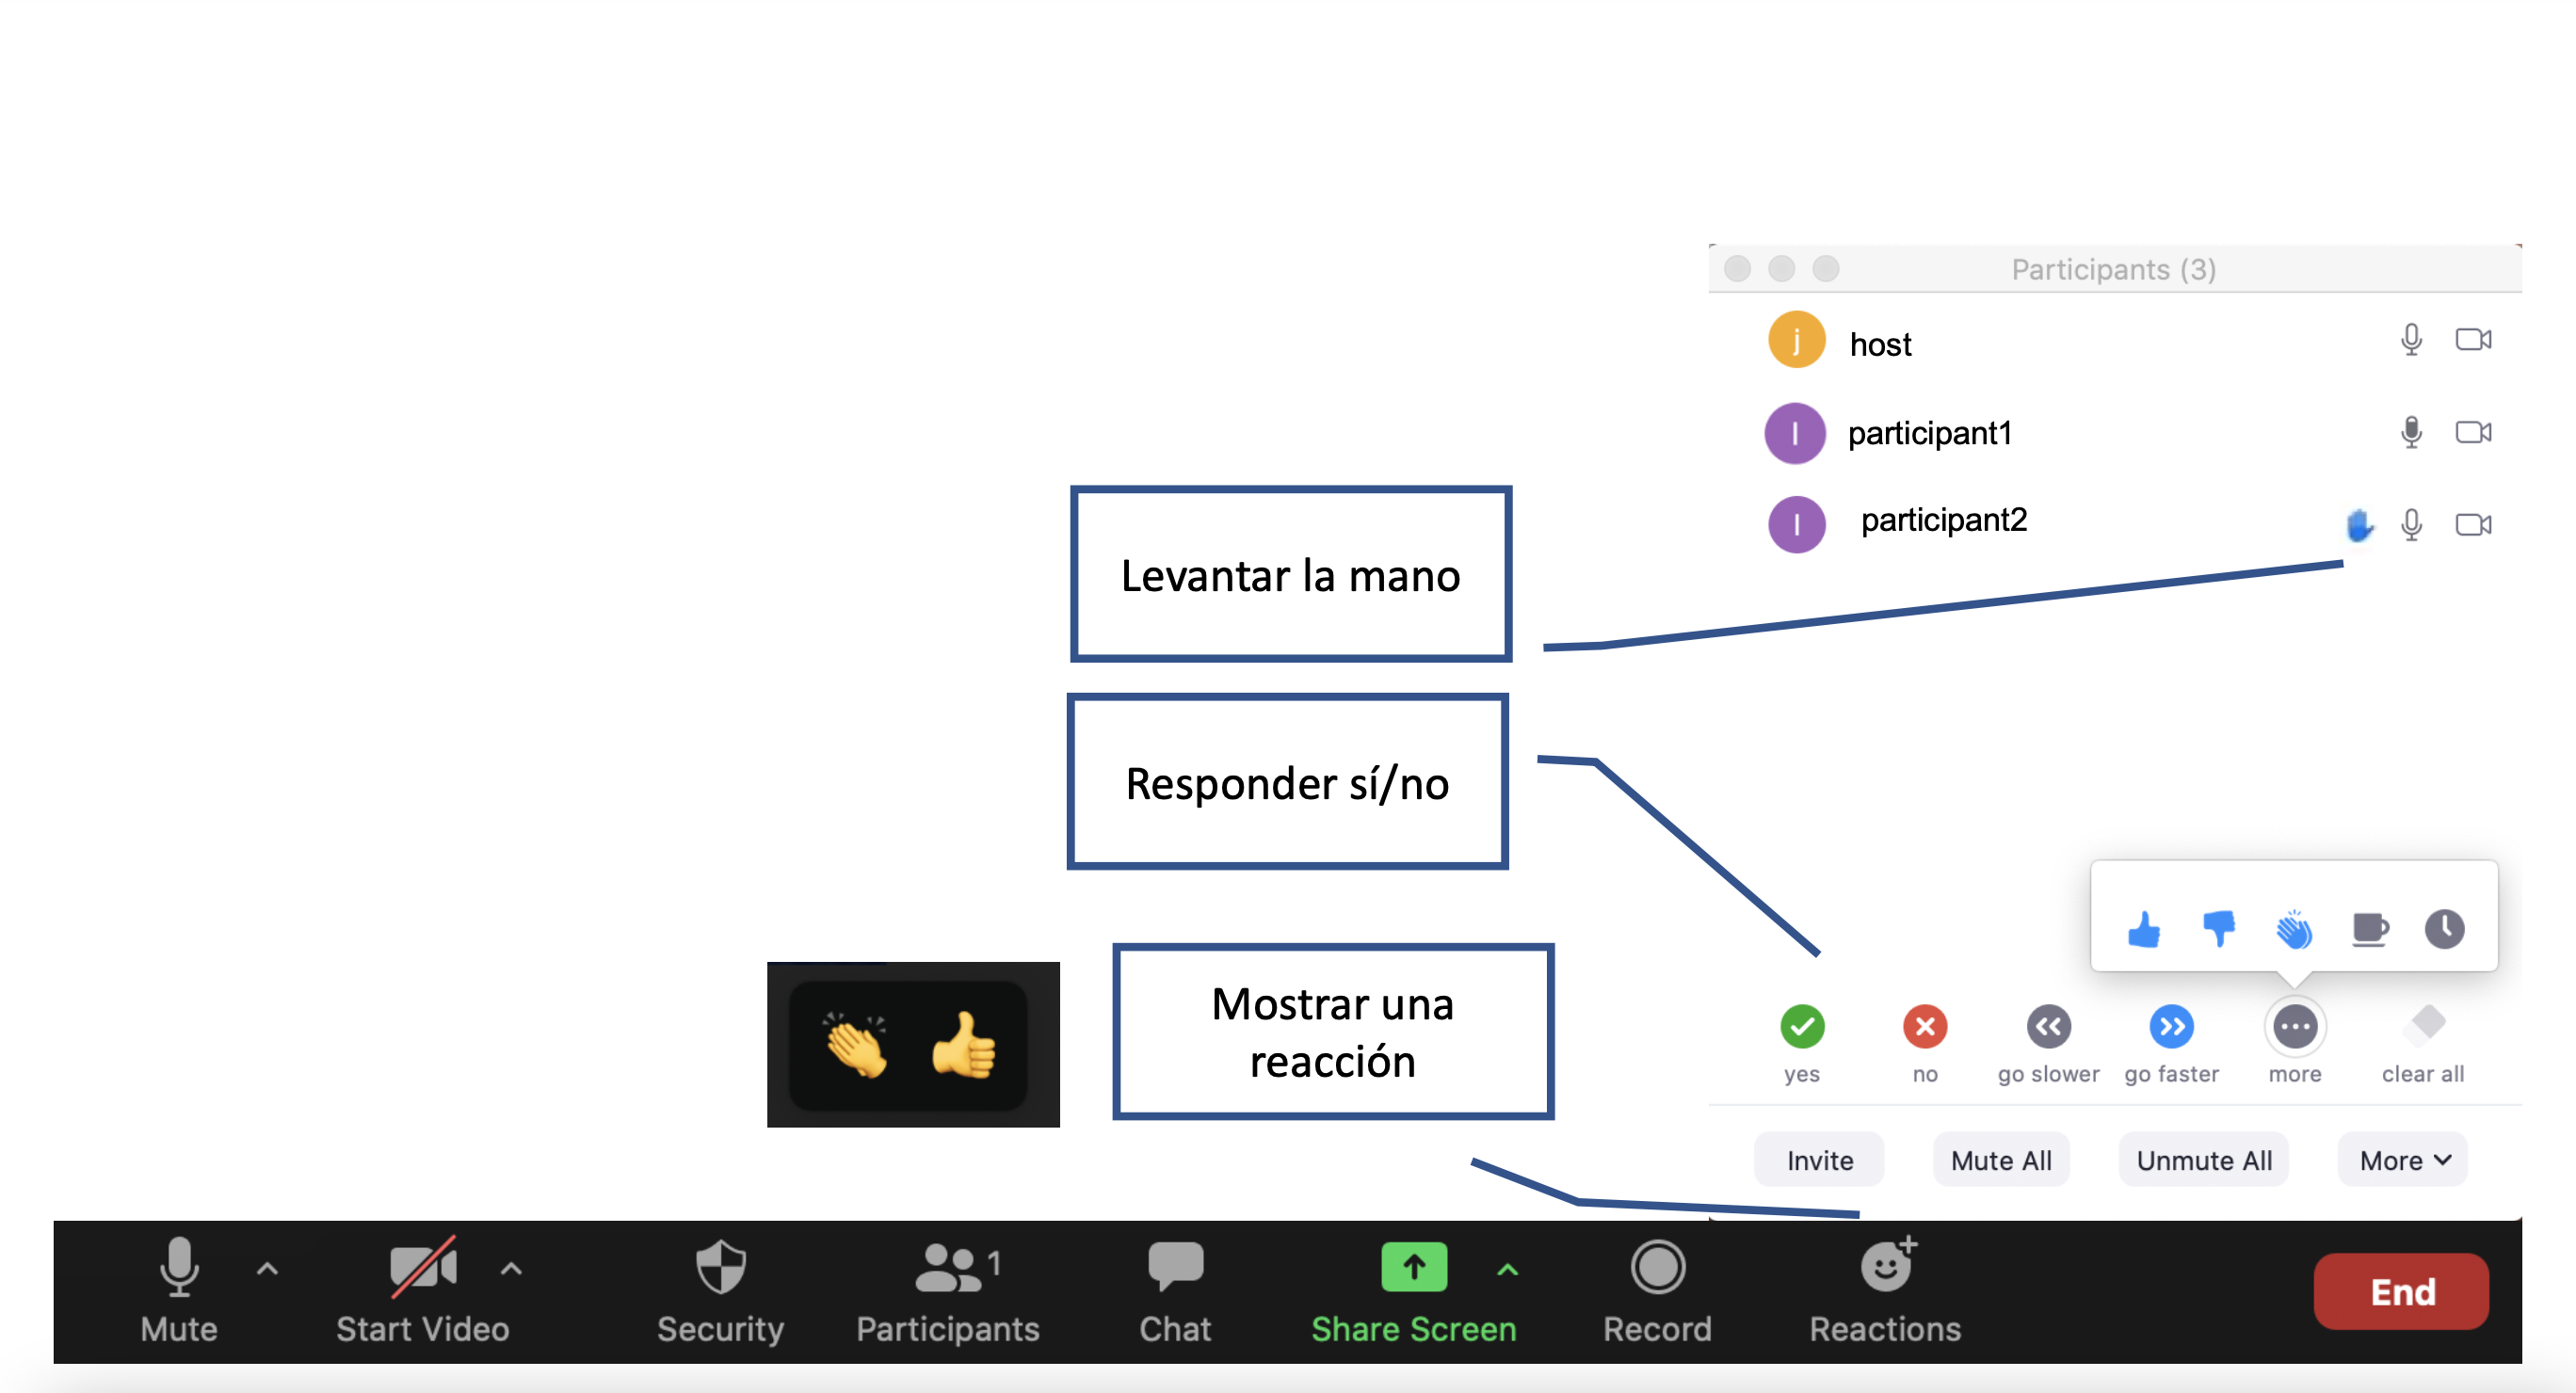 Participants (3)
j host
l participant1
l participant2
Levantar la mano
Responder sí/no
Mostrar una
reacción
yes no go slower go faster more clear all
Invite Mute All Unmute All More
1
Mute Start Video Security Participants Chat Share Screen Record Reactions End